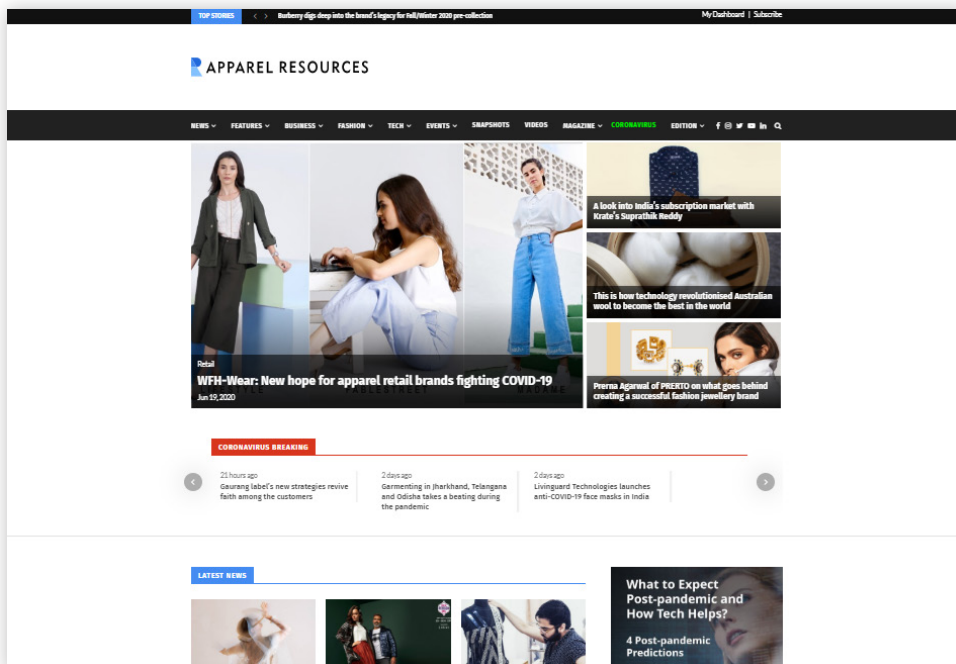 TOP STORIES
Burberry digs deep into the brand's legacy for Fall/Winter 2020 pre-collection
My Dashboard | Subscribe
APPAREL RESOURCES
NEWS FEATURES BUSINESS FASHION TECH EVENTS SNAPSHOTS VIDEOS MAGAZINE CORONAVIRUS EDITION
Retail
WFH-Wear: New hope for apparel retail brands fighting COVID-19
Jun 19, 2020
A look into India's subscription market with
Krate's Suprathik Reddy
This is how technology revolutionised Australian
wool to become the best in the world
Prerna Agarwal of PRERTO on what goes behind
creating a successful fashion jewellery brand
CORONAVIRUS BREAKING
21 hours ago
Gaurang label's new strategies revive
faith among the customers
2 days ago
Garmenting in Jharkhand, Telangana
and Odisha takes a beating during
the pandemic
2 days ago
Livinguard Technologies launches
anti-COVID-19 face masks in India
LATEST NEWS
What to Expect
Post-pandemic and
How Tech Helps?
4 Post-pandemic
Predictions